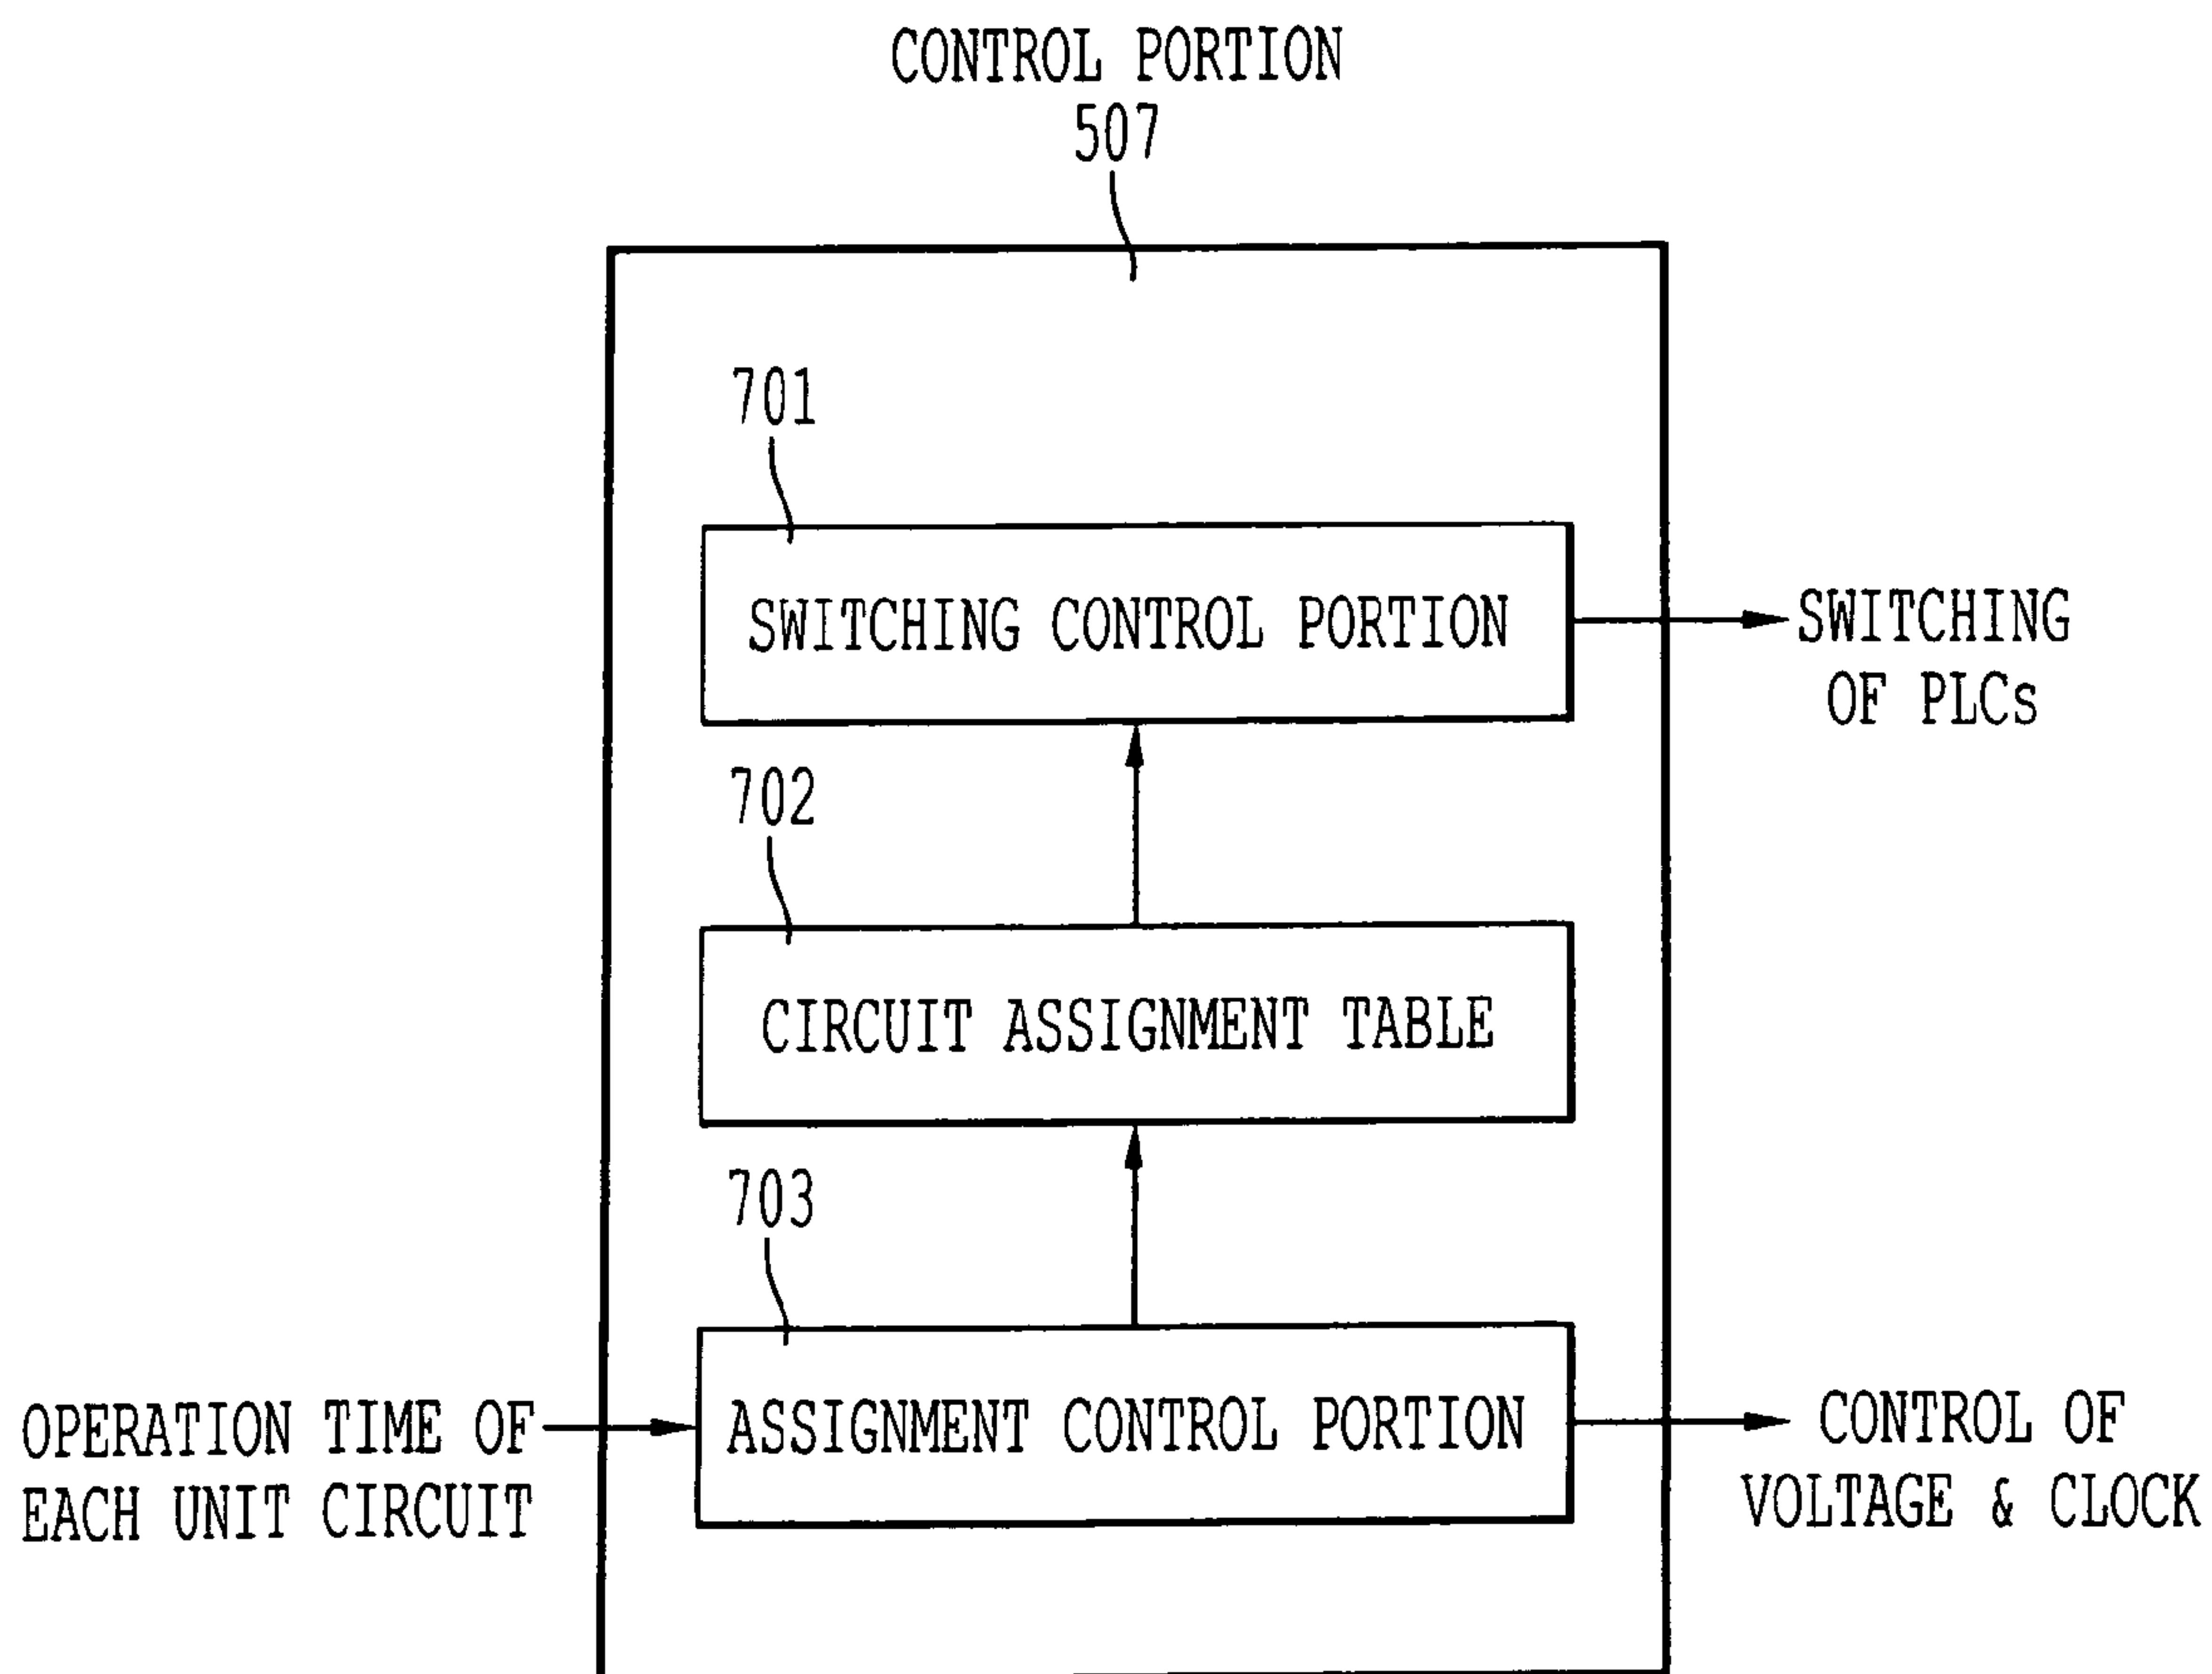 CONTROL PORTION
507
701
SWITCHING CONTROL PORTION
SWITCHING
OF PLCs
702
CIRCUIT ASSIGNMENT TABLE
703
OPERATION TIME OF
EACH UNIT CIRCUIT
ASSIGNMENT CONTROL PORTION
CONTROL OF
VOLTAGE & CLOCK